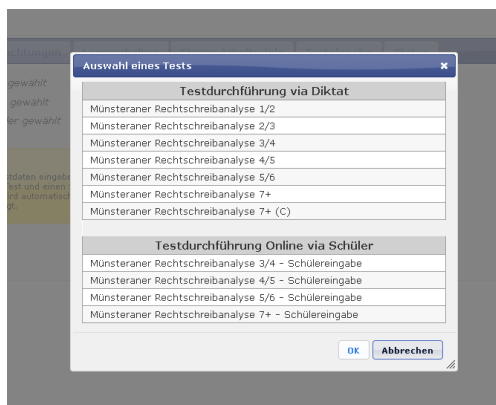 Auswahl eines Tests
gewählt
gewählt
er gewählt
Testdurchführung via Diktat
Münsteraner Rechtschreibanalyse 1/2
Münsteraner Rechtschreibanalyse 2/3
Münsteraner Rechtschreibanalyse 3/4
Münsteraner Rechtschreibanalyse 4/5
Münsteraner Rechtschreibanalyse 5/6
Münsteraner Rechtschreibanalyse 7+
Münsteraner Rechtschreibanalyse 7+ (C)
Testdurchführung Online via Schüler
Münsteraner Rechtschreibanalyse 3/4 - Schülereingabe
Münsteraner Rechtschreibanalyse 4/5 - Schülereingabe
Münsteraner Rechtschreibanalyse 5/6 - Schülereingabe
Münsteraner Rechtschreibanalyse 7+ - Schülereingabe
OK Abbrechen